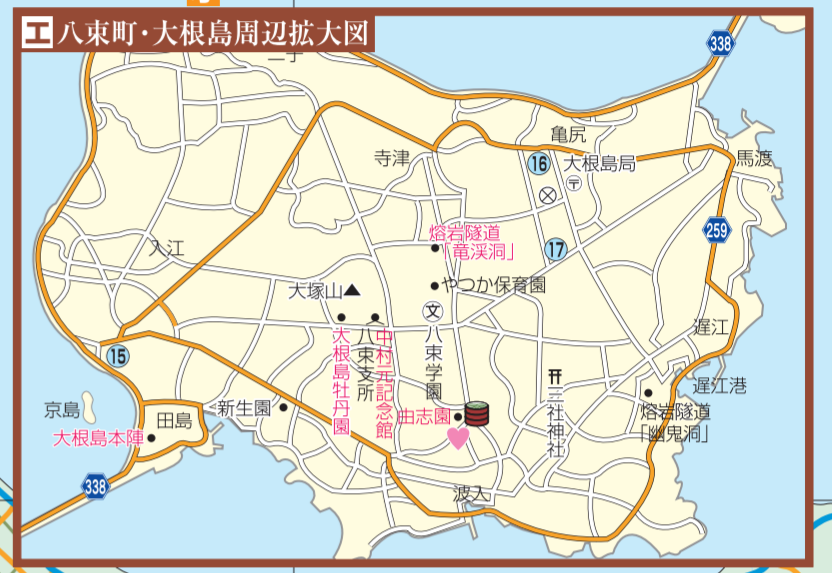 エ 八束町・大根島周辺拡大図
二子
338
亀尻
寺津
16
大根島局
馬渡
259
17
入江
熔岩隧道
「竜渓洞」
大塚山
やつか保育園
文
遅江
15
大根島牡丹園
八束支所
中村元記念館
八束学園
三社神社
遅江港
京島
田島
新生園
由志園
熔岩隧道
「幽鬼洞」
大根島本陣
338
波入